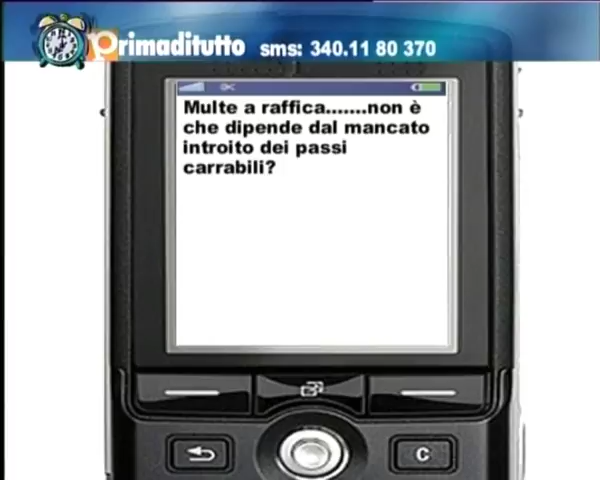 Primaditutto sms: 340.11 80 370
Multe a raffica.......non è
che dipende dal mancato
introito dei passi
carrabili?
C